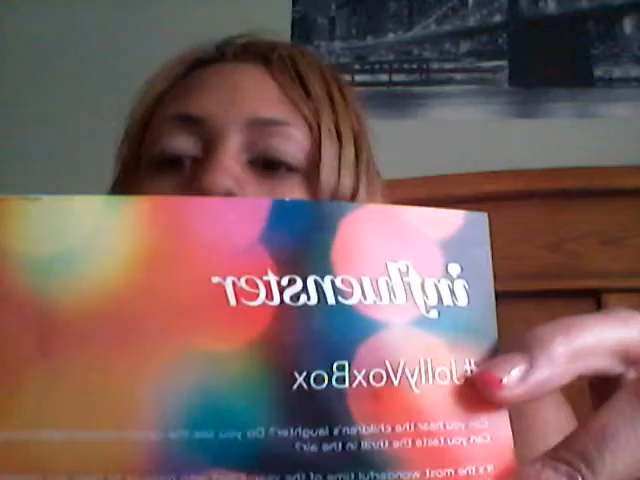 influenster
#JollyVoxBox
Can you hear the children's laughter? Do you see the
Can you taste the thrill in the air?
It's the most wonderful time of the year